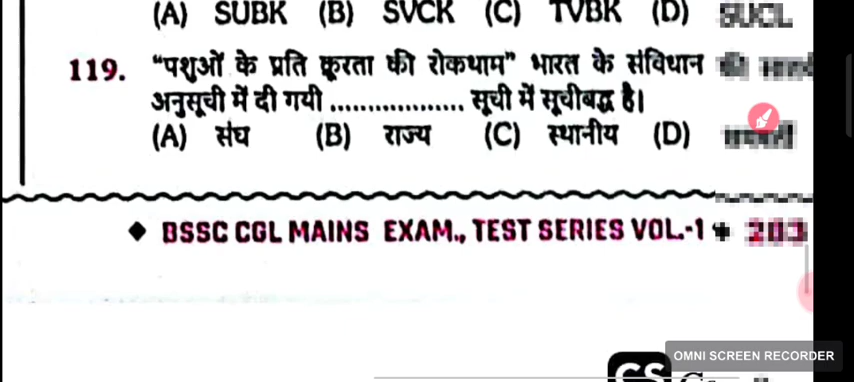 (A) SUBK (B) SVCK (C) TVBK (D) SUCL
119. "पशुओं के प्रति क्रूरता की रोकथाम" भारत के संविधान की
अनुसूची में दी गयी .................. सूची में सूचीबद्ध है।
(A) संघ (B) राज्य (C) स्थानीय (D)
◆ BSSC CGL MAINS EXAM., TEST SERIES VOL.-1 ◆ 203
OMNI SCREEN RECORDER
GS